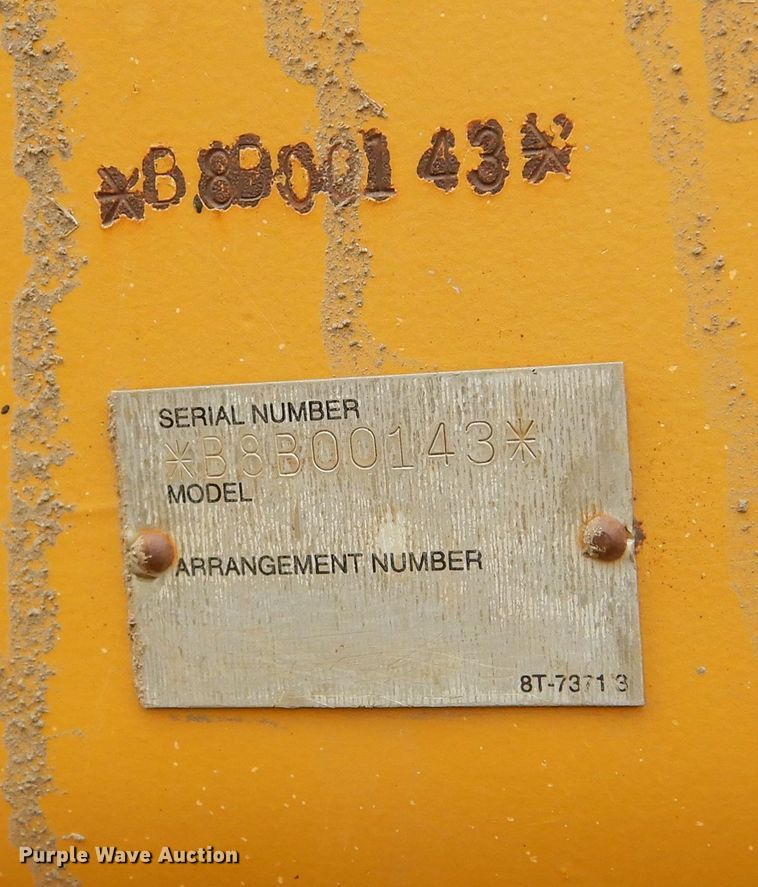 *B8B00143*
SERIAL NUMBER
*B8B00143*
MODEL
ARRANGEMENT NUMBER
8T-7371 3
Purple Wave Auction